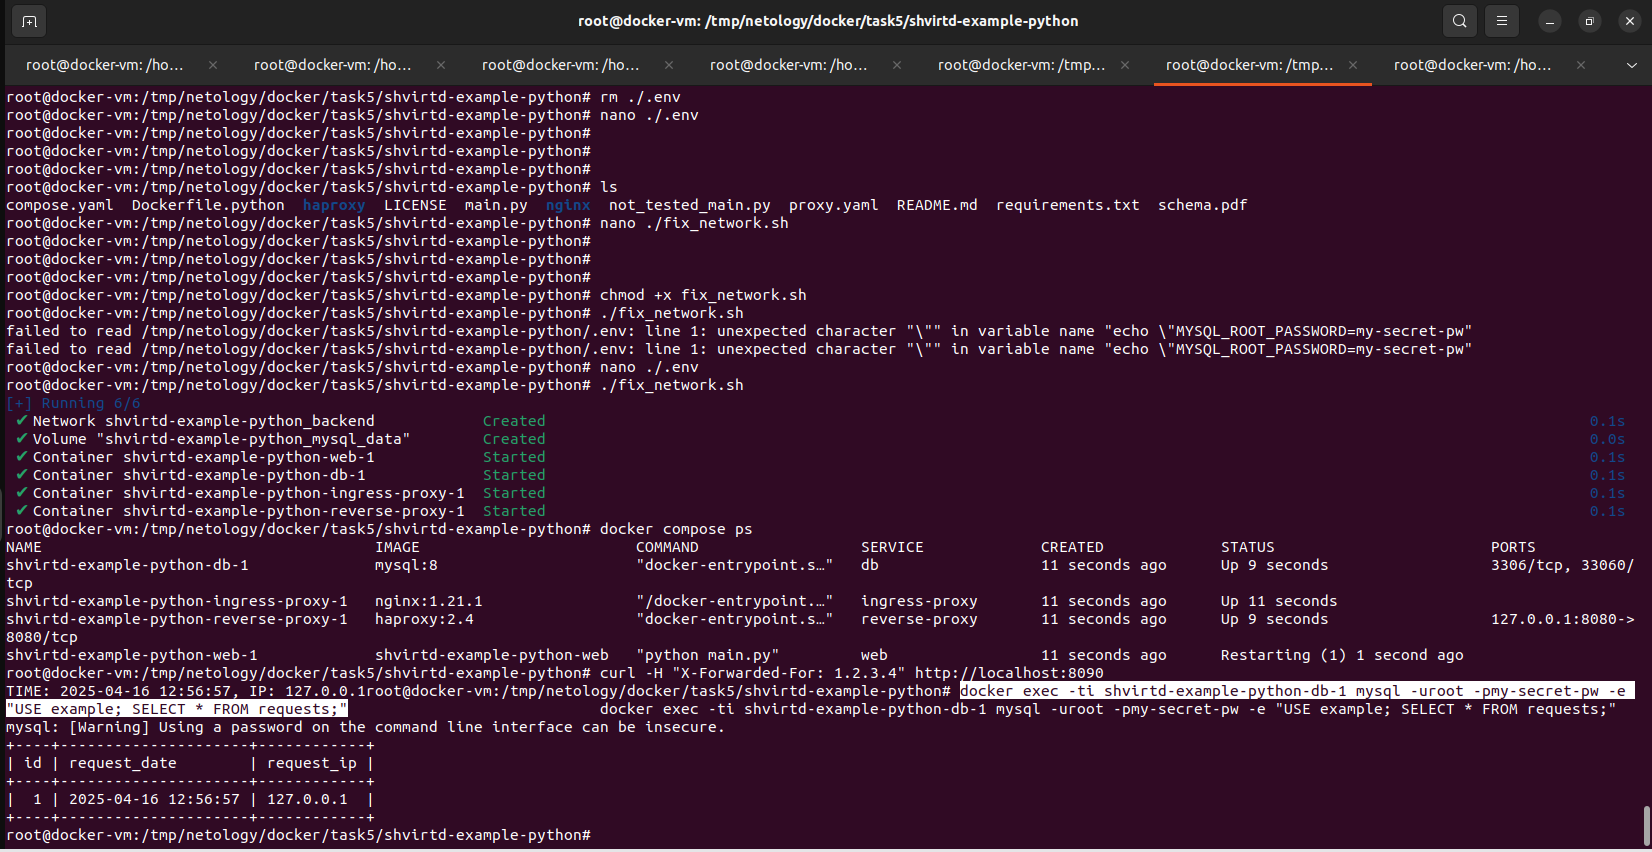 root@docker-vm: /tmp/netology/docker/task5/shvirtd-example-python
root@docker-vm: /ho... × root@docker-vm: /ho... × root@docker-vm: /ho... × root@docker-vm: /ho... × root@docker-vm: /tmp... × root@docker-vm: /tmp... × root@docker-vm: /ho... ×
root@docker-vm:/tmp/netology/docker/task5/shvirtd-example-python# rm ./.env
root@docker-vm:/tmp/netology/docker/task5/shvirtd-example-python# nano ./.env
root@docker-vm:/tmp/netology/docker/task5/shvirtd-example-python#
root@docker-vm:/tmp/netology/docker/task5/shvirtd-example-python#
root@docker-vm:/tmp/netology/docker/task5/shvirtd-example-python#
root@docker-vm:/tmp/netology/docker/task5/shvirtd-example-python# ls
compose.yaml  Dockerfile.python  haproxy  LICENSE  main.py  nginx  not_tested_main.py  proxy.yaml  README.md  requirements.txt  schema.pdf
root@docker-vm:/tmp/netology/docker/task5/shvirtd-example-python# nano ./fix_network.sh
root@docker-vm:/tmp/netology/docker/task5/shvirtd-example-python#
root@docker-vm:/tmp/netology/docker/task5/shvirtd-example-python#
root@docker-vm:/tmp/netology/docker/task5/shvirtd-example-python#
root@docker-vm:/tmp/netology/docker/task5/shvirtd-example-python# chmod +x fix_network.sh
root@docker-vm:/tmp/netology/docker/task5/shvirtd-example-python# ./fix_network.sh
failed to read /tmp/netology/docker/task5/shvirtd-example-python/.env: line 1: unexpected character "\"" in variable name "echo \"MYSQL_ROOT_PASSWORD=my-secret-pw"
failed to read /tmp/netology/docker/task5/shvirtd-example-python/.env: line 1: unexpected character "\"" in variable name "echo \"MYSQL_ROOT_PASSWORD=my-secret-pw"
root@docker-vm:/tmp/netology/docker/task5/shvirtd-example-python# nano ./.env
root@docker-vm:/tmp/netology/docker/task5/shvirtd-example-python# ./fix_network.sh
[+] Running 6/6
✔ Network shvirtd-example-python_backend            Created            0.1s
✔ Volume "shvirtd-example-python_mysql_data"        Created            0.0s
✔ Container shvirtd-example-python-web-1            Started            0.1s
✔ Container shvirtd-example-python-db-1             Started            0.1s
✔ Container shvirtd-example-python-ingress-proxy-1  Started            0.1s
✔ Container shvirtd-example-python-reverse-proxy-1  Started            0.1s
root@docker-vm:/tmp/netology/docker/task5/shvirtd-example-python# docker compose ps
NAME                                     IMAGE                        COMMAND                  SERVICE             CREATED             STATUS                        PORTS
shvirtd-example-python-db-1              mysql:8                      "docker-entrypoint.s…"   db                  11 seconds ago      Up 9 seconds                  3306/tcp, 33060/
tcp
shvirtd-example-python-ingress-proxy-1   nginx:1.21.1                 "/docker-entrypoint.…"   ingress-proxy       11 seconds ago      Up 11 seconds
shvirtd-example-python-reverse-proxy-1   haproxy:2.4                  "docker-entrypoint.s…"   reverse-proxy       11 seconds ago      Up 9 seconds                  127.0.0.1:8080->
8080/tcp
shvirtd-example-python-web-1             shvirtd-example-python-web   "python main.py"         web                 11 seconds ago      Restarting (1) 1 second ago
root@docker-vm:/tmp/netology/docker/task5/shvirtd-example-python# curl -H "X-Forwarded-For: 1.2.3.4" http://localhost:8090
TIME: 2025-04-16 12:56:57, IP: 127.0.0.1root@docker-vm:/tmp/netology/docker/task5/shvirtd-example-python# docker exec -ti shvirtd-example-python-db-1 mysql -uroot -pmy-secret-pw -e
"USE example; SELECT * FROM requests;"                            docker exec -ti shvirtd-example-python-db-1 mysql -uroot -pmy-secret-pw -e "USE example; SELECT * FROM requests;"
mysql: [Warning] Using a password on the command line interface can be insecure.
+----+---------------------+------------+
| id | request_date        | request_ip |
+----+---------------------+------------+
|  1 | 2025-04-16 12:56:57 | 127.0.0.1  |
+----+---------------------+------------+
root@docker-vm:/tmp/netology/docker/task5/shvirtd-example-python#